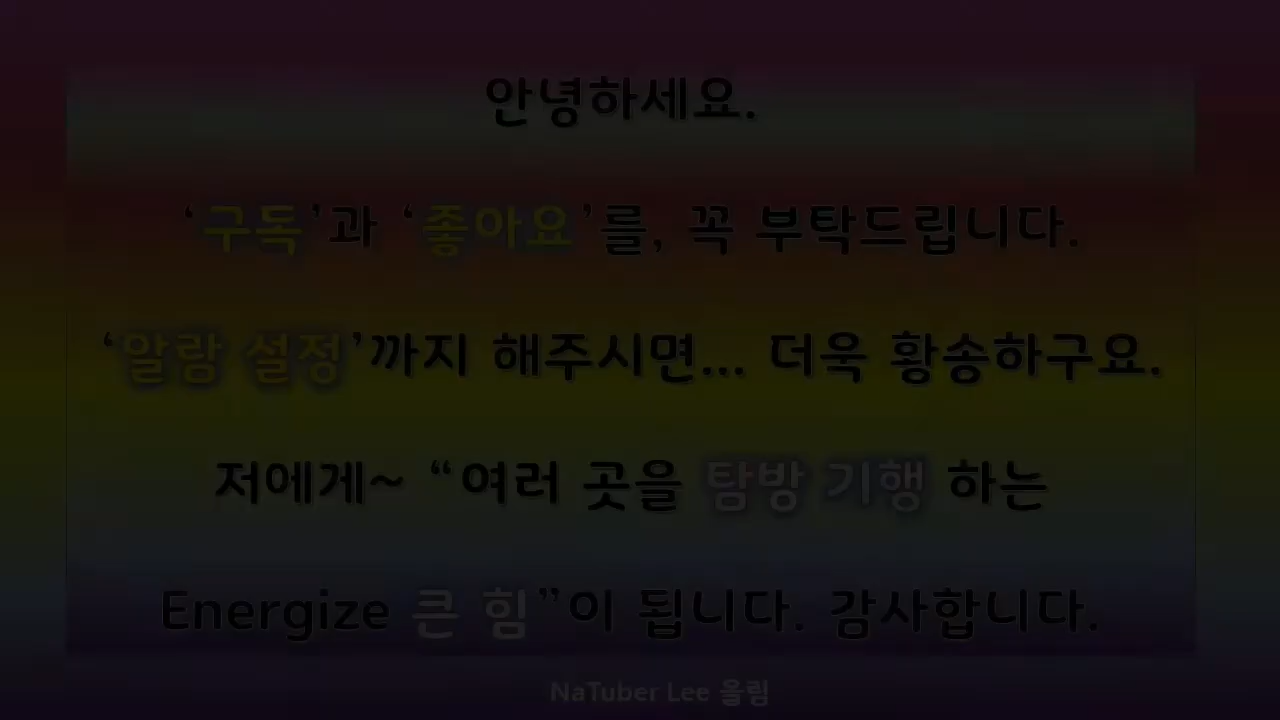 안녕하세요.
‘구독’과 ‘좋아요’를, 꼭 부탁드립니다.
‘알람 설정’까지 해주시면... 더욱 황송하구요.
저에게~ “여러 곳을 탐방 기행 하는
Energize 큰 힘”이 됩니다. 감사합니다.
NaTuber Lee 올림